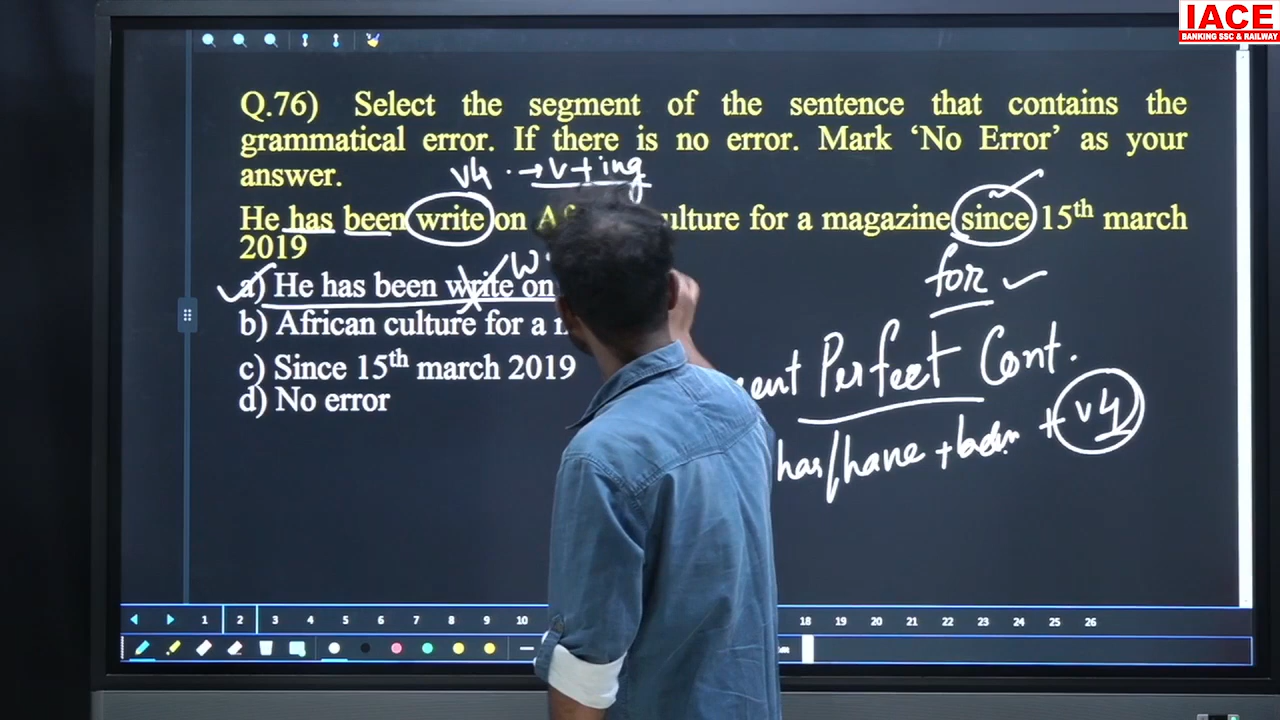 IACE
BANKING SSC & RAILWAY
Q.76) Select the segment of the sentence that contains the
grammatical error. If there is no error. Mark ‘No Error’ as your
answer.
v4 → v + ing
He has been write on ulture for a magazine since 15th march
2019
for
a) He has been write on
b) African culture for a
c) Since 15th march 2019
d) No error
Perfect Cont.
has/have + been + v4
1 2 3 4 5 6 7 8 9 10 18 19 20 21 22 23 24 25 26